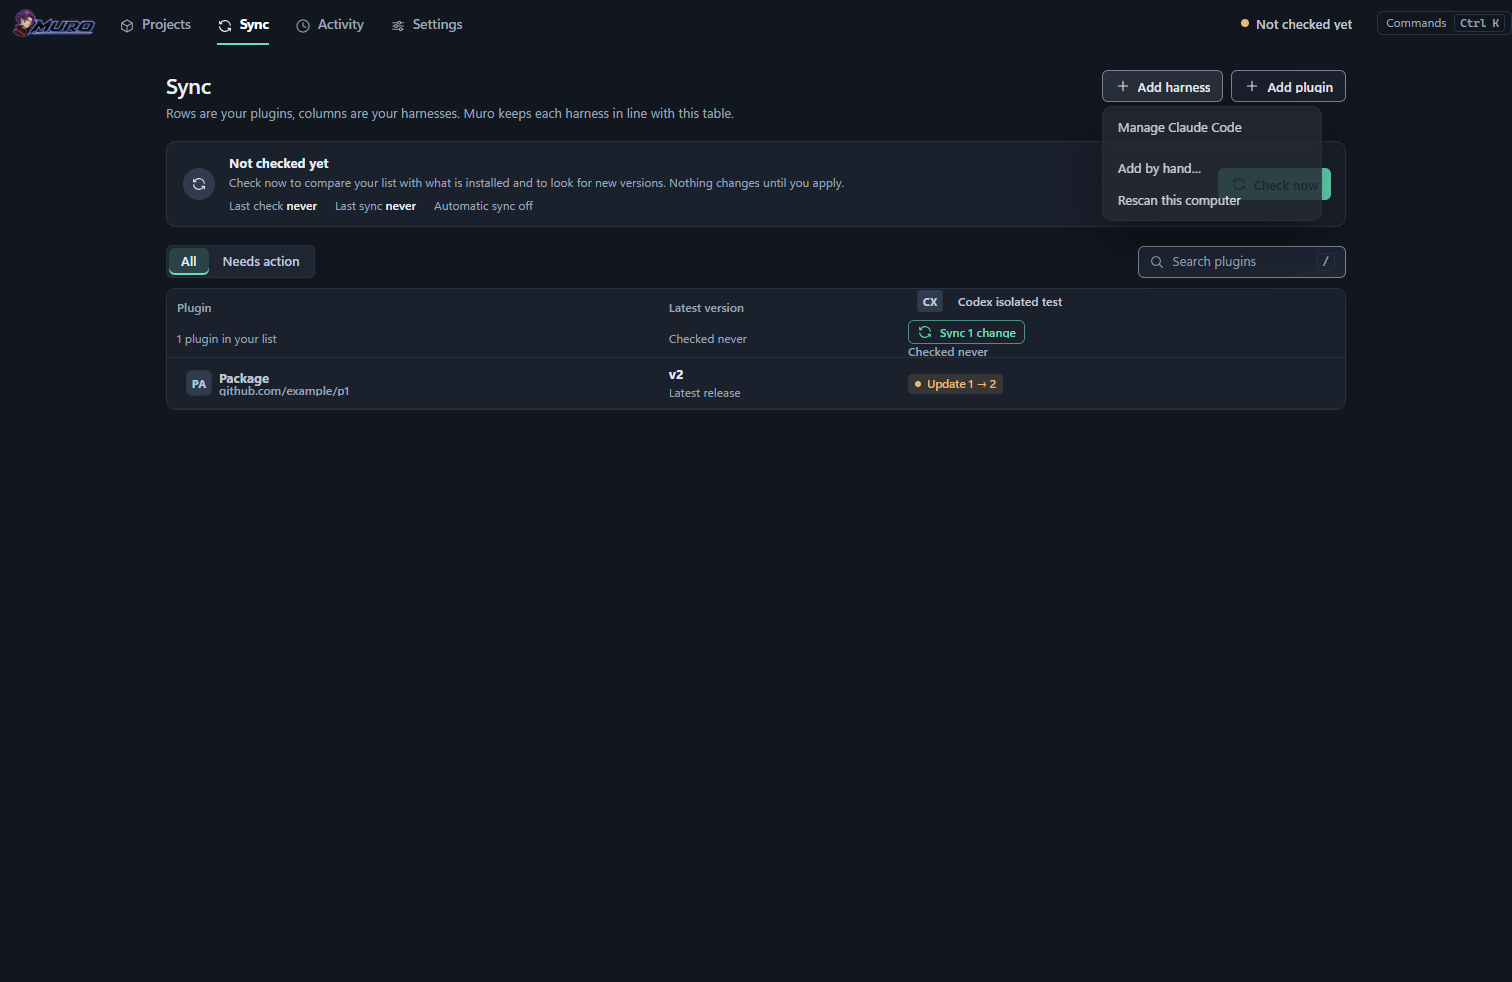 MURO
Projects
Sync
Activity
Settings
Not checked yet
Commands Ctrl K
Sync
Rows are your plugins, columns are your harnesses. Muro keeps each harness in line with this table.
Add harness
Add plugin
Manage Claude Code
Add by hand...
Rescan this computer
Not checked yet
Check now to compare your list with what is installed and to look for new versions. Nothing changes until you apply.
Last check never Last sync never Automatic sync off
Check now
All
Needs action
Search plugins /
Plugin
1 plugin in your list
Latest version
Checked never
CX Codex isolated test
Sync 1 change
Checked never
PA
Package
github.com/example/p1
v2
Latest release
Update 1 → 2